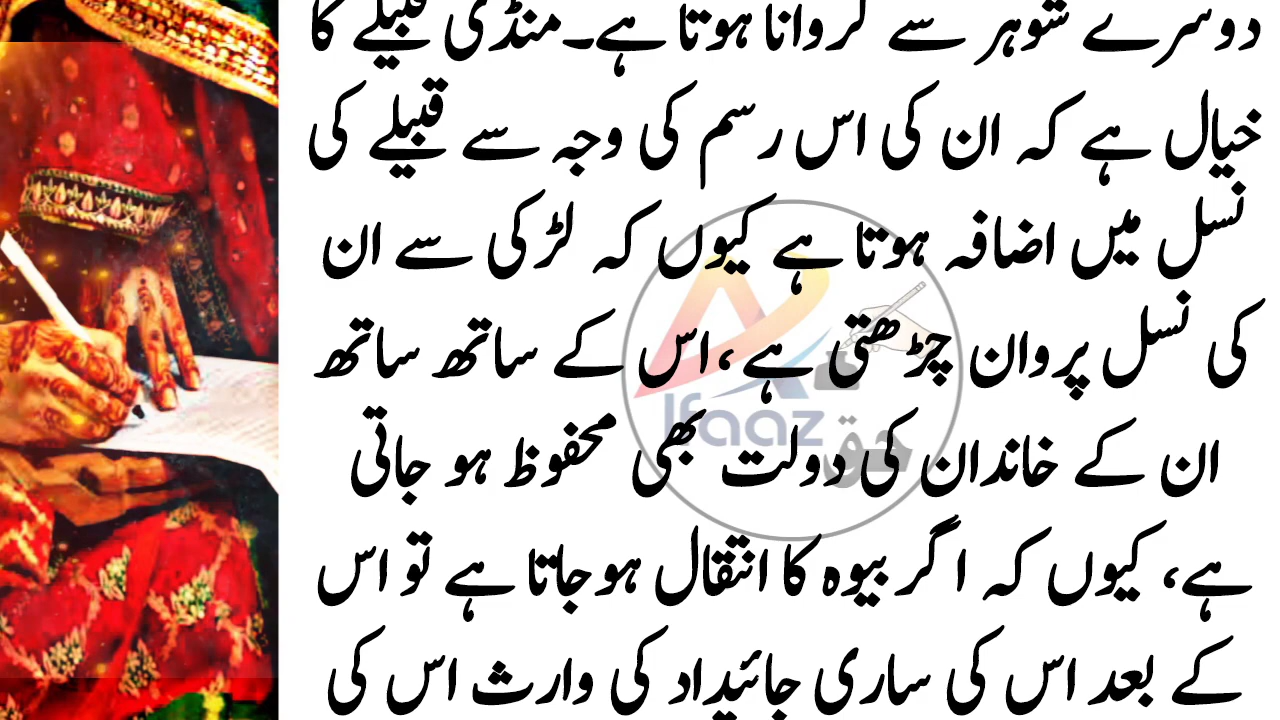 دوسرے شوہر سے کروانا ہوتا ہے۔ منڈی قبیلے کا
خیال ہے کہ ان کی اس رسم کی وجہ سے قبیلے کی
نسل میں اضافہ ہوتا ہے کیوں کہ لڑکی سے ان
کی نسل پروان چڑھتی ہے، اس کے ساتھ ساتھ
ان کے خاندان کی دولت بھی محفوظ ہو جاتی
ہے، کیوں کہ اگر بیوہ کا انتقال ہو جاتا ہے تو اس
کے بعد اس کی ساری جائیداد کی وارث اس کی
lfaaz
حق